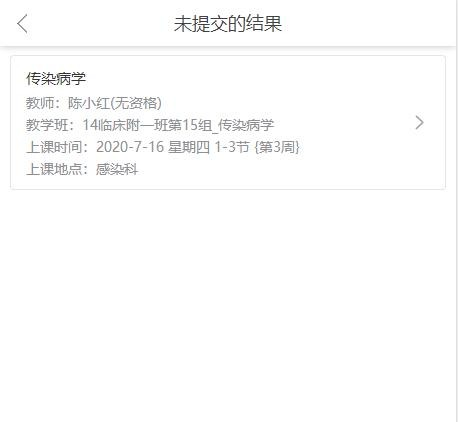 未提交的结果
传染病学
教师：陈小红(无资格)
教学班：14临床附一班第15组_传染病学
上课时间：2020-7-16 星期四 1-3节 {第3周}
上课地点：感染科